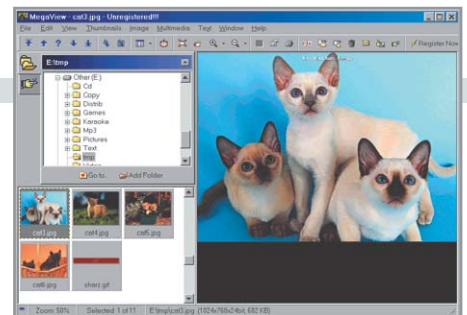 MegaView - cat3.jpg - Unregistered!!!
File Edit View Thumbnails Image Multimedia Text Window Help
Register Now
E:\tmp
Other (E:)
Cd
Copy
Distrib
Games
Karaoke
Mp3
Pictures
Text
tmp
Video
Go to.. Add Folder
cat3.jpg cat4.jpg cat5.jpg
cat6.jpg sharz.gif
Zoom: 50% Selected: 1 of 11 E:\tmp\cat3.jpg (1024x768x24bit, 682 KB)